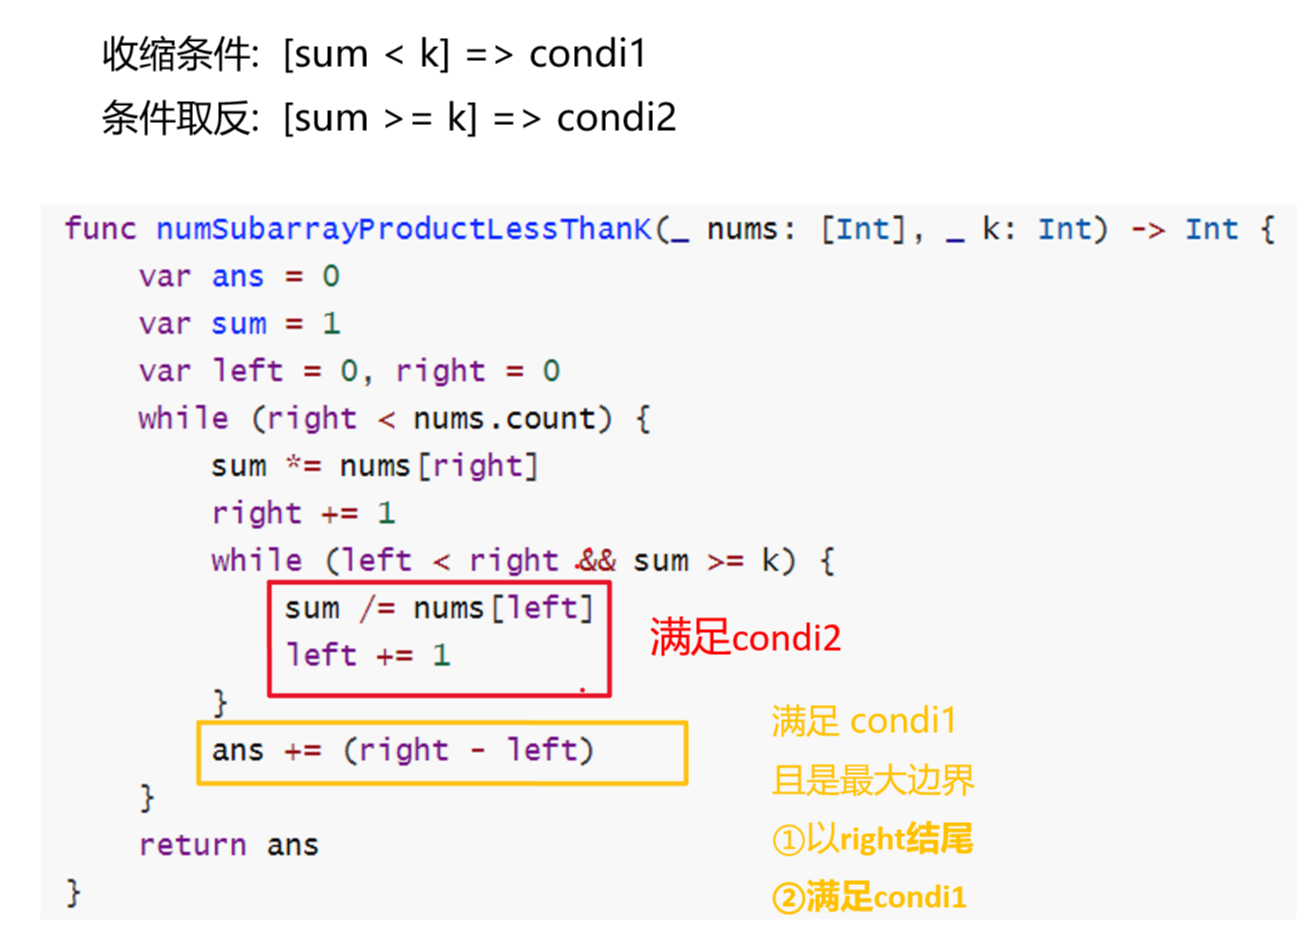 收缩条件: [sum < k] => condi1
条件取反: [sum >= k] => condi2
func numSubarrayProductLessThanK(_ nums: [Int], _ k: Int) -> Int {
var ans = 0
var sum = 1
var left = 0, right = 0
while (right < nums.count) {
sum *= nums[right]
right += 1
while (left < right && sum >= k) {
sum /= nums[left]
left += 1
满足condi2
}
ans += (right - left)
满足 condi1
且是最大边界
①以right结尾
②满足condi1
}
return ans
}